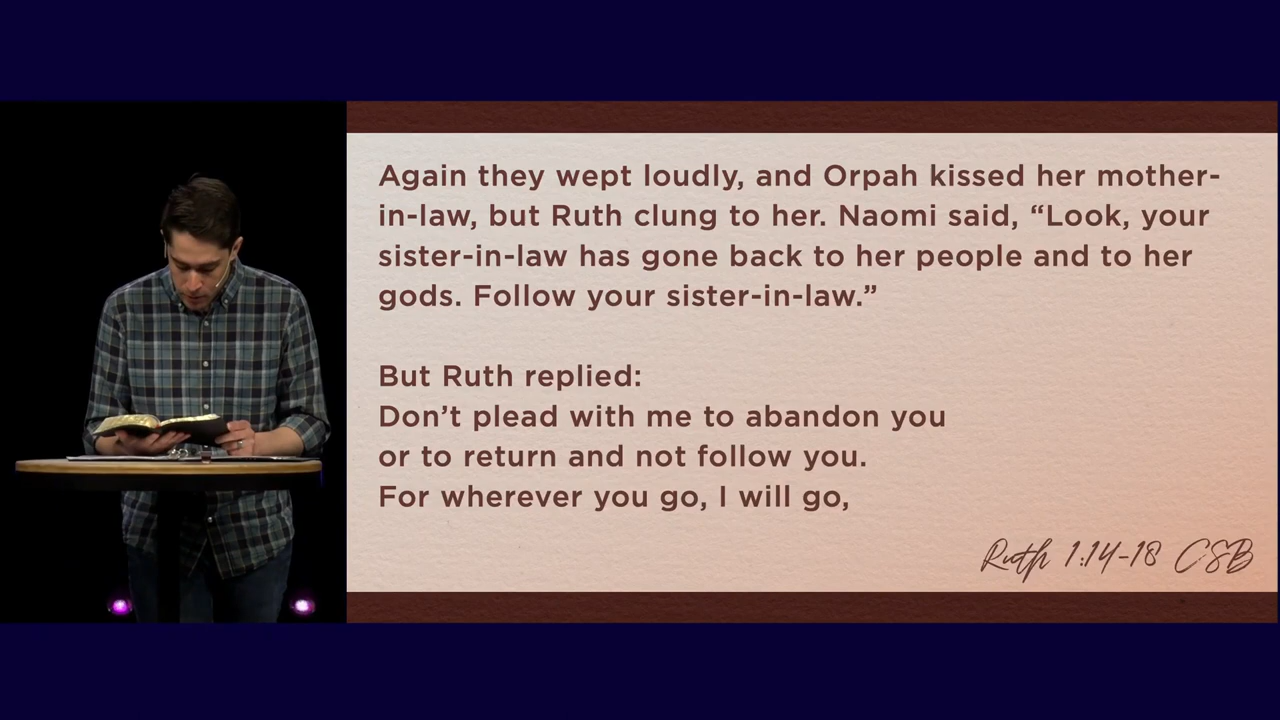 Again they wept loudly, and Orpah kissed her mother-
in-law, but Ruth clung to her. Naomi said, “Look, your
sister-in-law has gone back to her people and to her
gods. Follow your sister-in-law.”
But Ruth replied:
Don’t plead with me to abandon you
or to return and not follow you.
For wherever you go, I will go,
Ruth 1:14-18 CSB